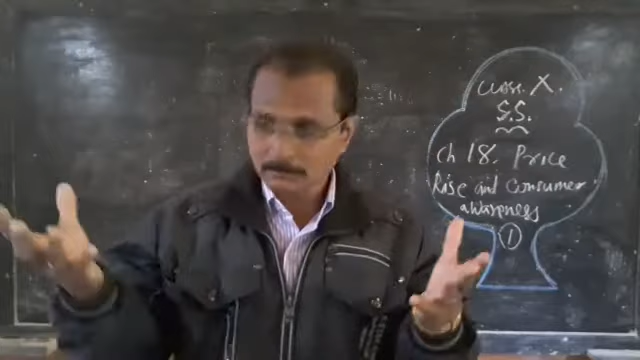 class. X.
S.S.
ch 18. Price
Rise and Consumer
awareness
1